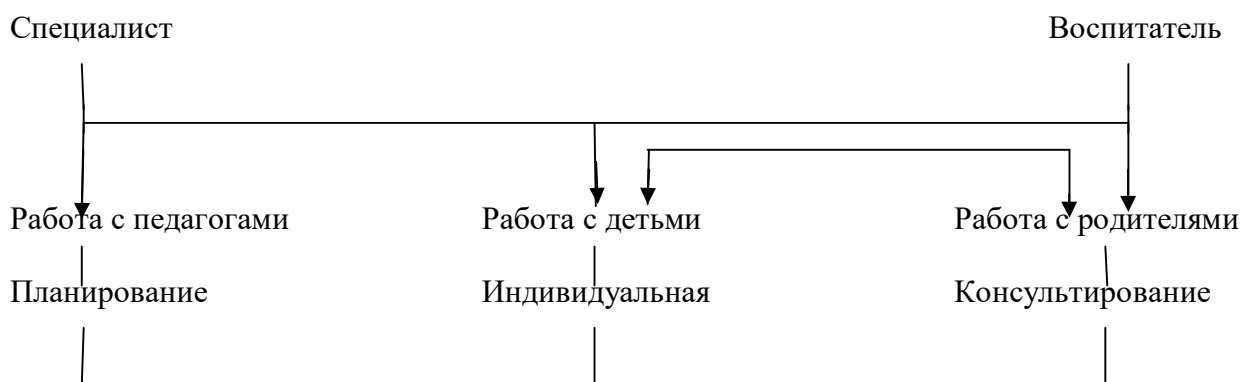 Специалист Воспитатель
Работа с педагогами Работа с детьми Работа с родителями
Планирование Индивидуальная Консультирование